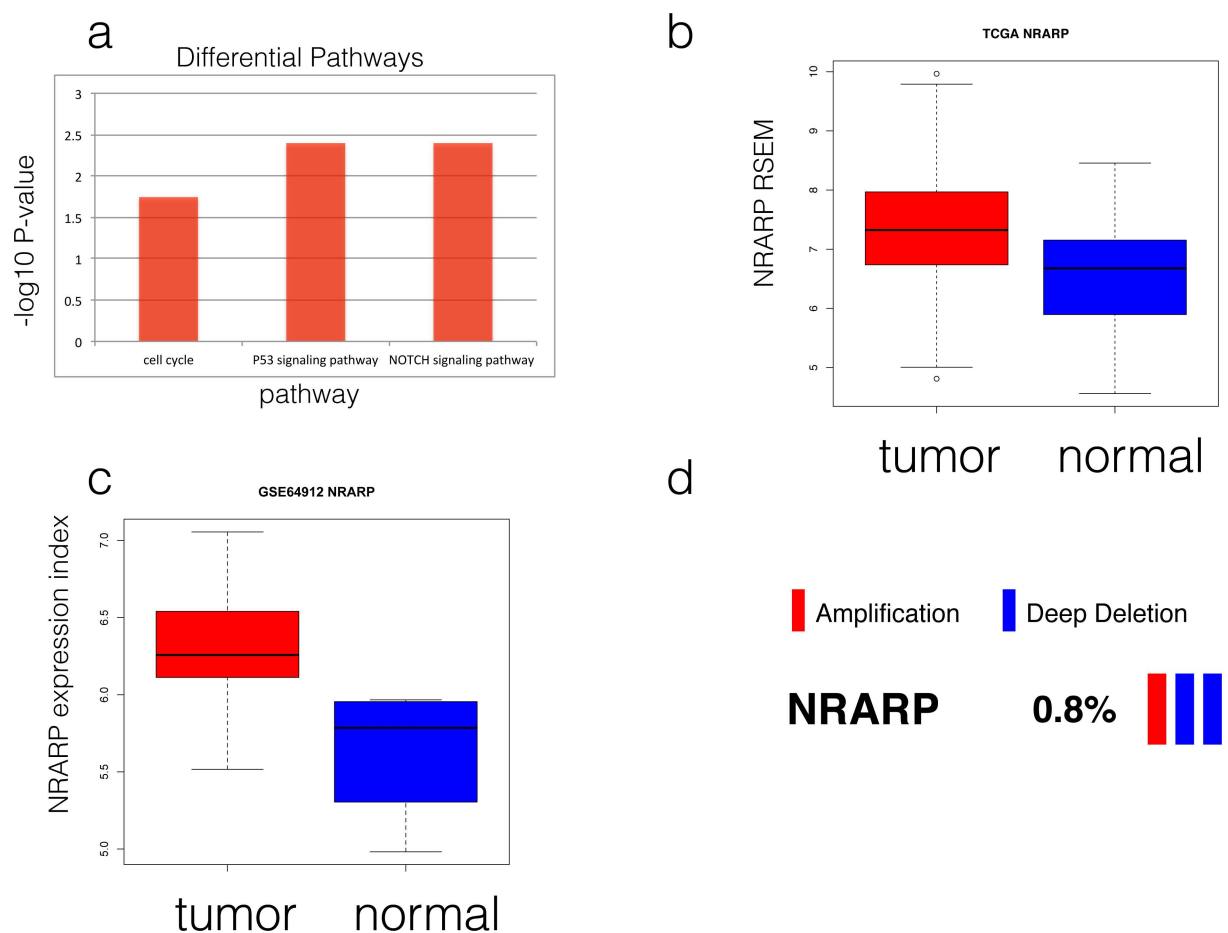 a
Differential Pathways
-log10 P-value
3
2.5
2
1.5
1
0.5
0
cell cycle
P53 signaling pathway
NOTCH signaling pathway
pathway
b
TCGA NRARP
NRARP RSEM
10
9
8
7
6
5
tumor
normal
c
GSE64912 NRARP
NRARP expression index
7.0
6.5
6.0
5.5
5.0
tumor
normal
d
Amplification
Deep Deletion
NRARP
0.8%